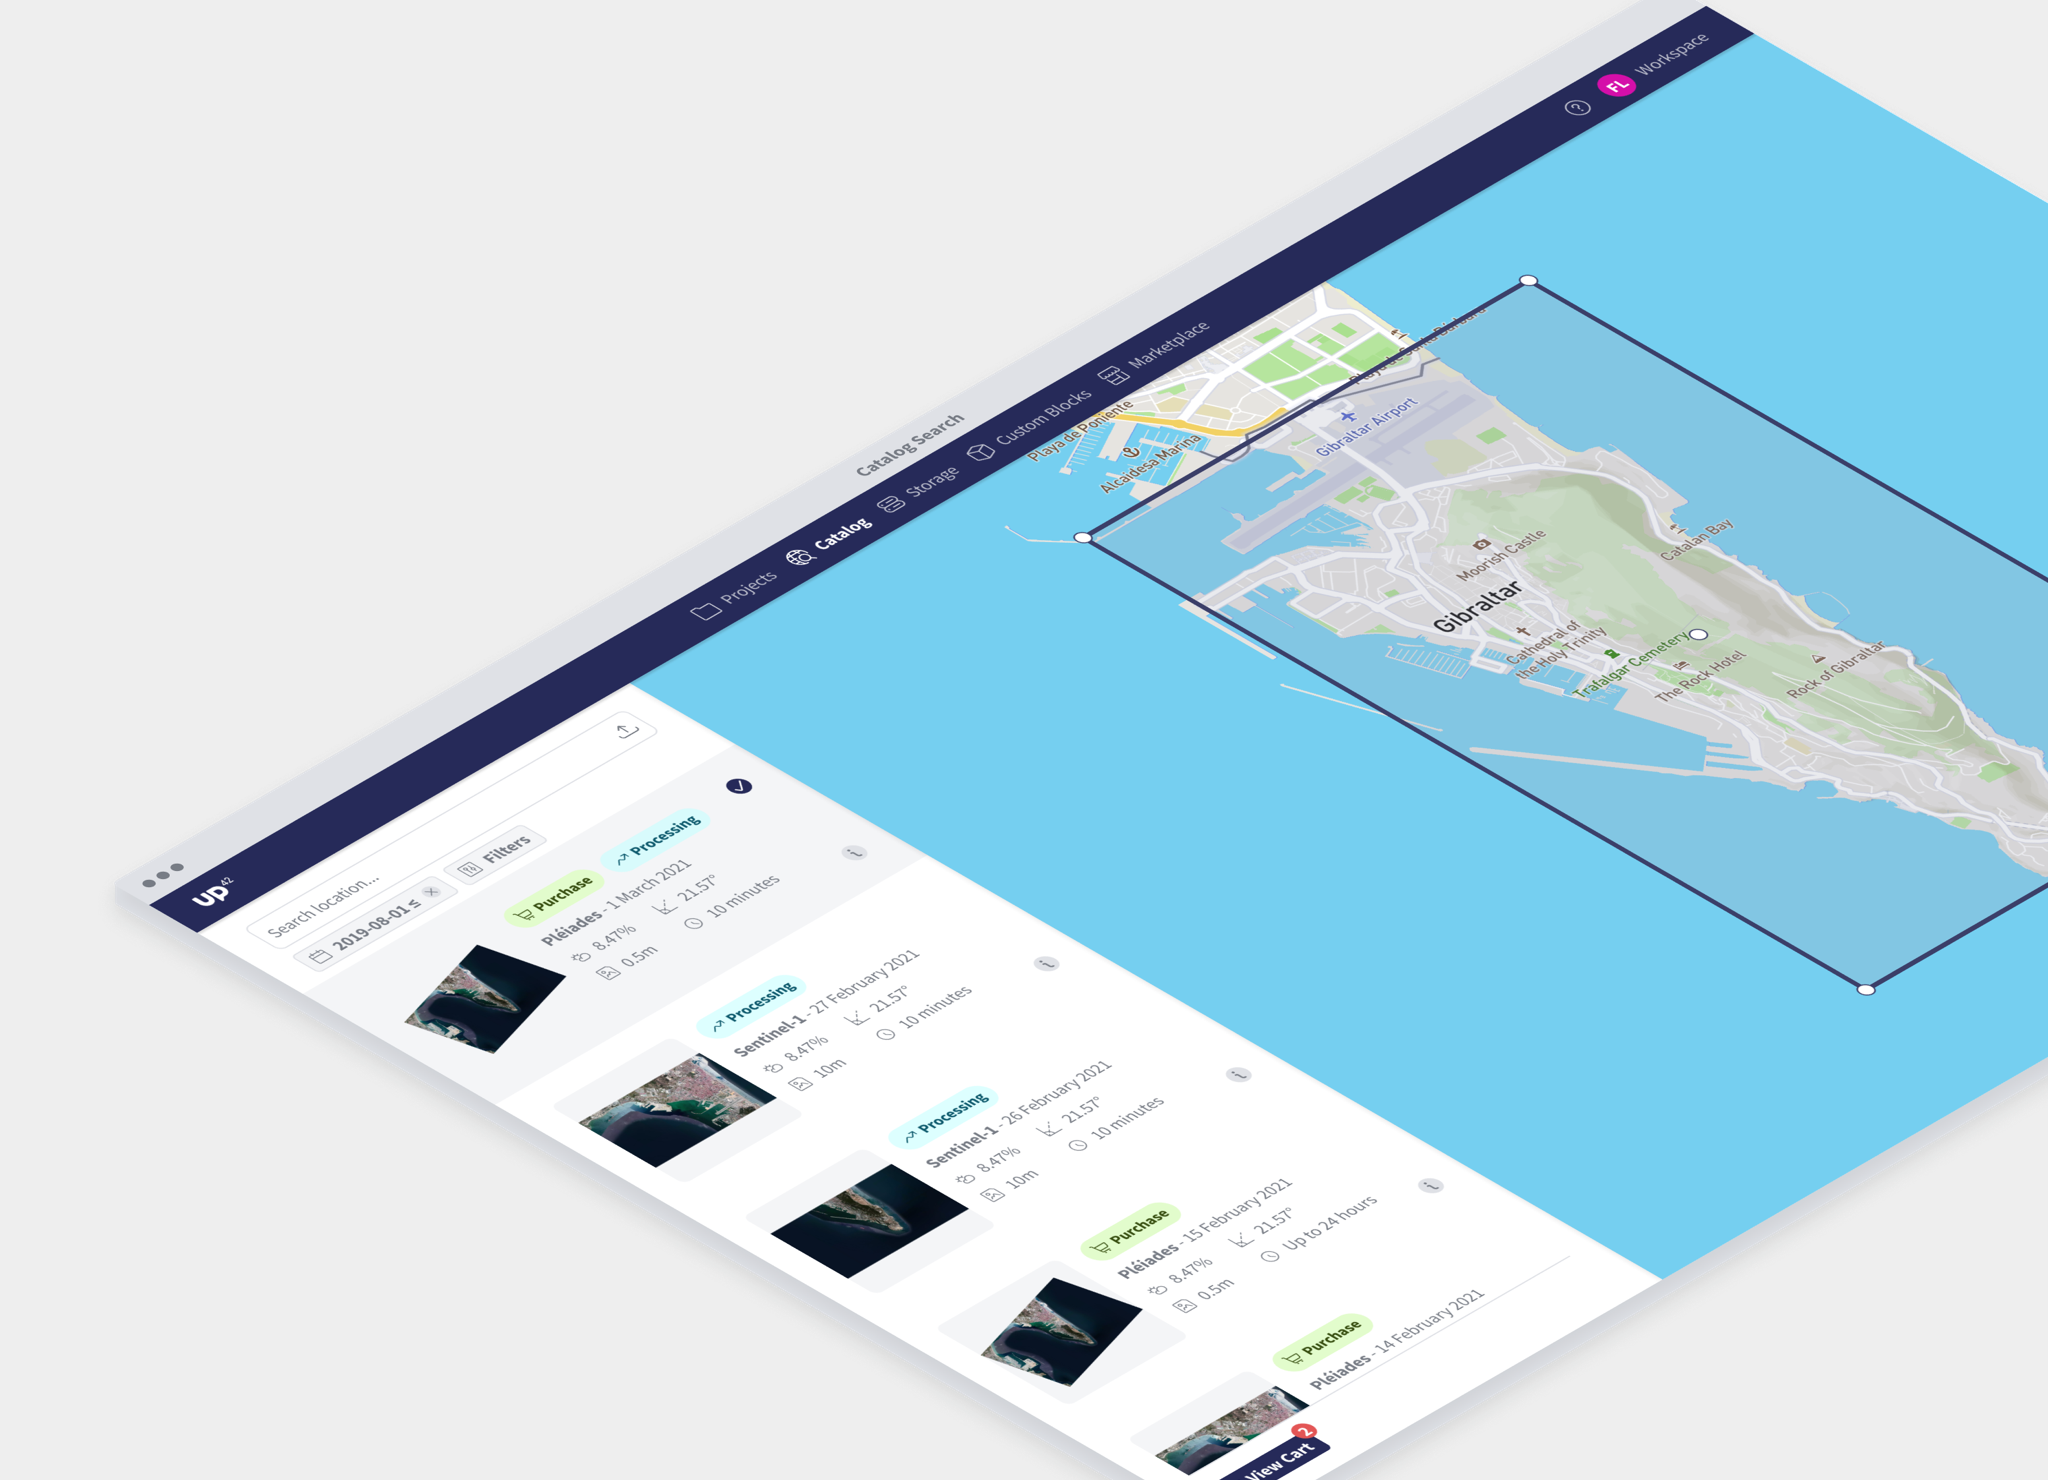 Catalog Search
up42
Projects
Catalog
Storage
Custom Blocks
Marketplace
?
FL
Workspace
Search location...
2019-08-01 ≤
Filters
Purchase
Processing
Pléiades - 1 March 2021
8.47%
21.57°
0.5m
10 minutes
i
Processing
Sentinel-1 - 27 February 2021
8.47%
21.57°
10m
10 minutes
i
Processing
Sentinel-1 - 26 February 2021
8.47%
21.57°
10m
10 minutes
i
Purchase
Pléiades - 15 February 2021
8.47%
21.57°
0.5m
Up to 24 hours
i
Purchase
Pléiades - 14 February 2021
View Cart
2
Playa de Poniente
Alcaidesa Marina
Gibraltar Airport
Moorish Castle
Catalan Bay
Gibraltar
Cathedral of
the Holy Trinity
Trafalgar Cemetery
The Rock Hotel
Rock of Gibraltar